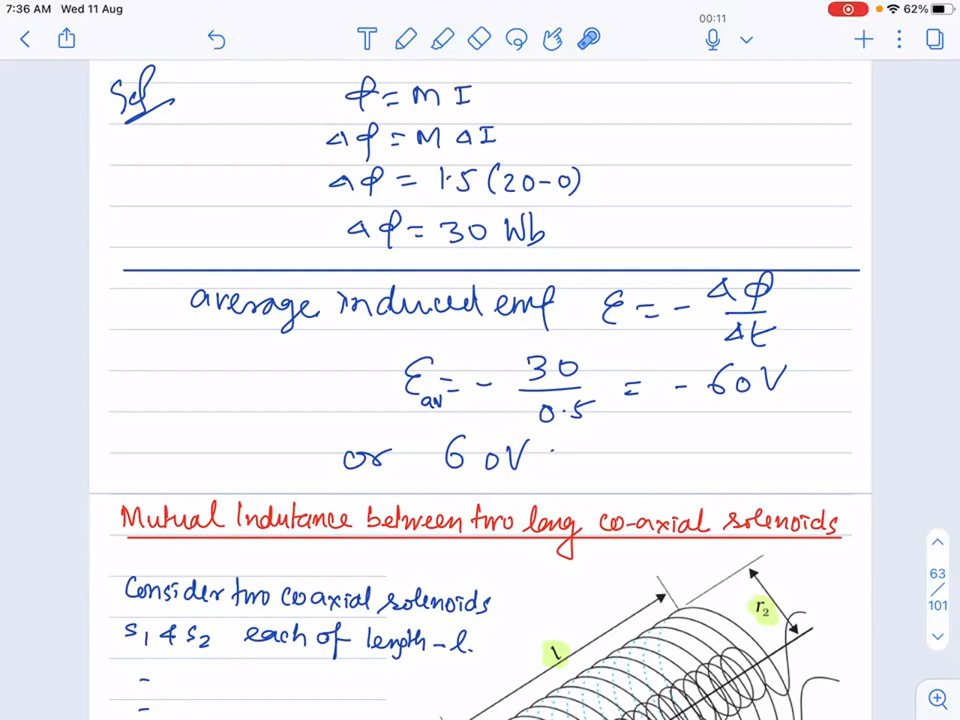 7:36 AM Wed 11 Aug
62%
00:11
Sol
ϕ = M I
Δϕ = M ΔI
Δϕ = 1.5 (20-0)
Δϕ = 30 Wb
average induced emf ε = - Δϕ/Δt
ε av = - 30/0.5 = - 60V
or 60V
Mutual Indutance between two long co-axial solenoids
Consider two coaxial solenoids
S1 & S2 each of length - l.
-
-
l
r2
63
/
101